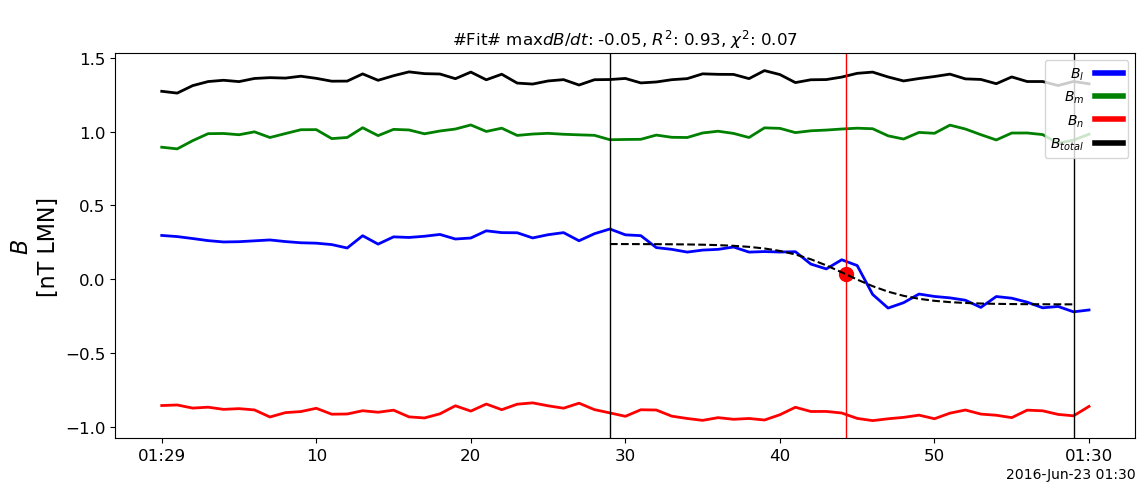 #Fit# maxdB/dt: -0.05, R²: 0.93, χ²: 0.07
B
[nT LMN]
1.5
1.0
0.5
0.0
−0.5
−1.0
B_l
B_m
B_n
B_total
01:29 10 20 30 40 50 01:30
2016-Jun-23 01:30